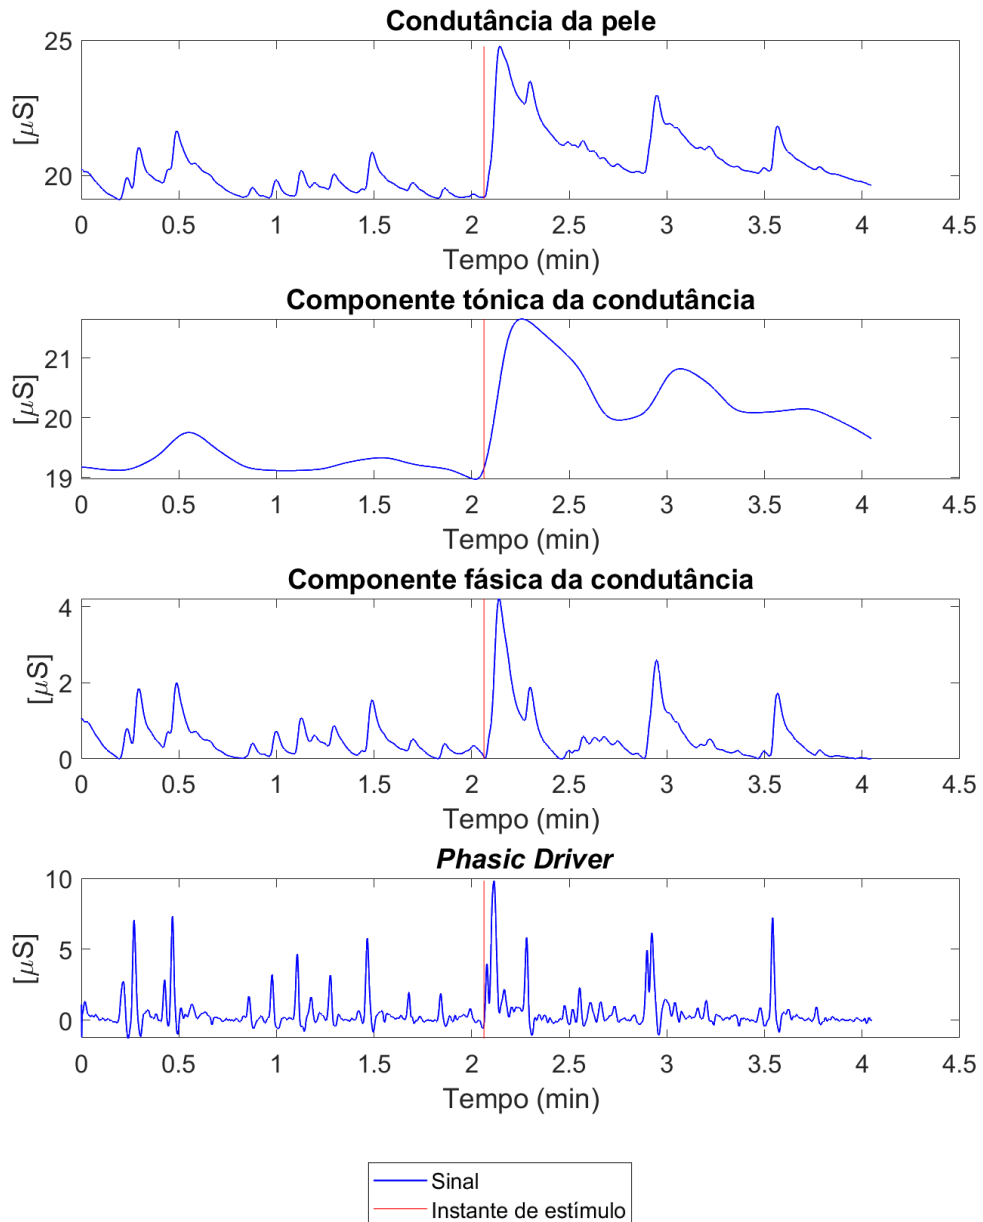 Condutância da pele
25
20
[μS]
0 0.5 1 1.5 2 2.5 3 3.5 4 4.5
Tempo (min)
Componente tónica da condutância
21
20
19
[μS]
0 0.5 1 1.5 2 2.5 3 3.5 4 4.5
Tempo (min)
Componente fásica da condutância
4
2
0
[μS]
0 0.5 1 1.5 2 2.5 3 3.5 4 4.5
Tempo (min)
Phasic Driver
10
5
0
[μS]
0 0.5 1 1.5 2 2.5 3 3.5 4 4.5
Tempo (min)
Sinal
Instante de estímulo